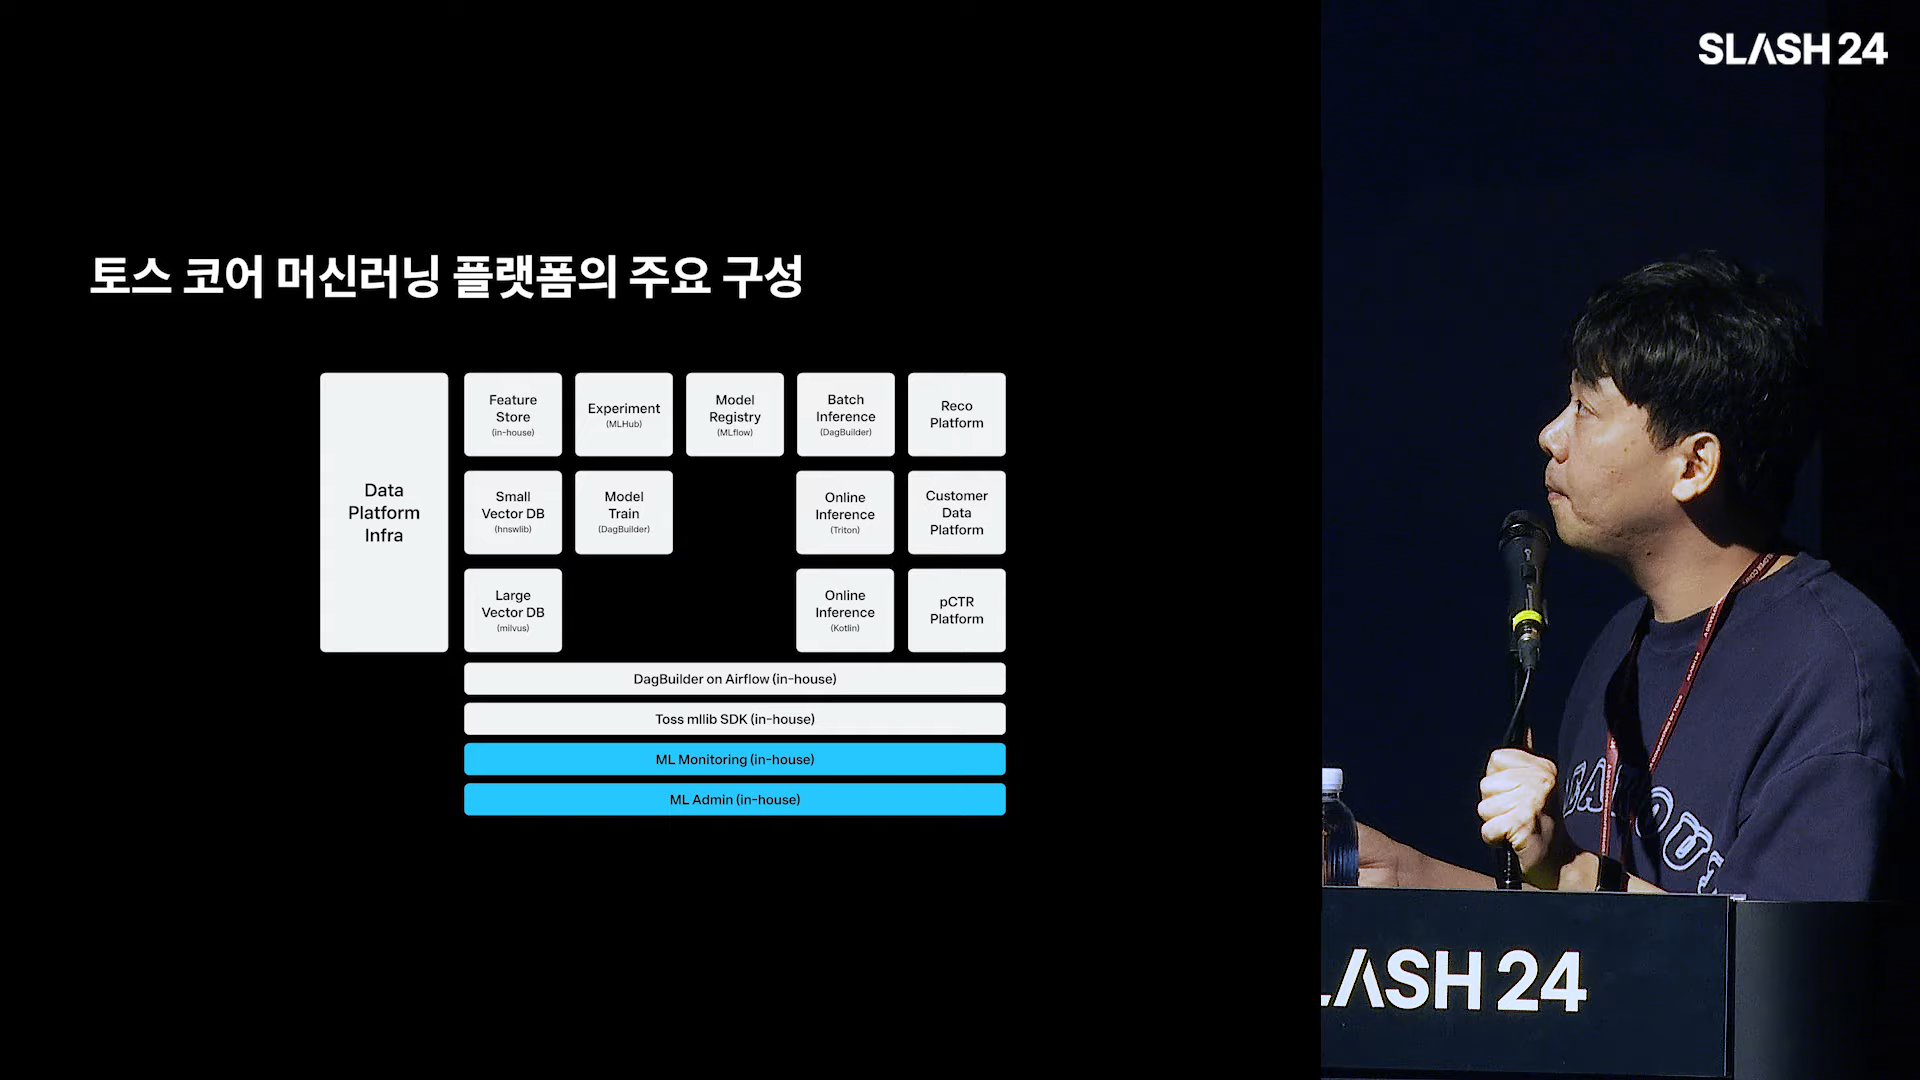 SLASH 24
토스 코어 머신러닝 플랫폼의 주요 구성
Data
Platform
Infra
Feature
Store
(in-house)
Experiment
(MLHub)
Model
Registry
(MLflow)
Batch
Inference
(DagBuilder)
Reco
Platform
Small
Vector DB
(hnswlib)
Model
Train
(DagBuilder)
Online
Inference
(Triton)
Customer
Data
Platform
Large
Vector DB
(milvus)
Online
Inference
(Kotlin)
pCTR
Platform
DagBuilder on Airflow (in-house)
Toss mllib SDK (in-house)
ML Monitoring (in-house)
ML Admin (in-house)
SLASH 24